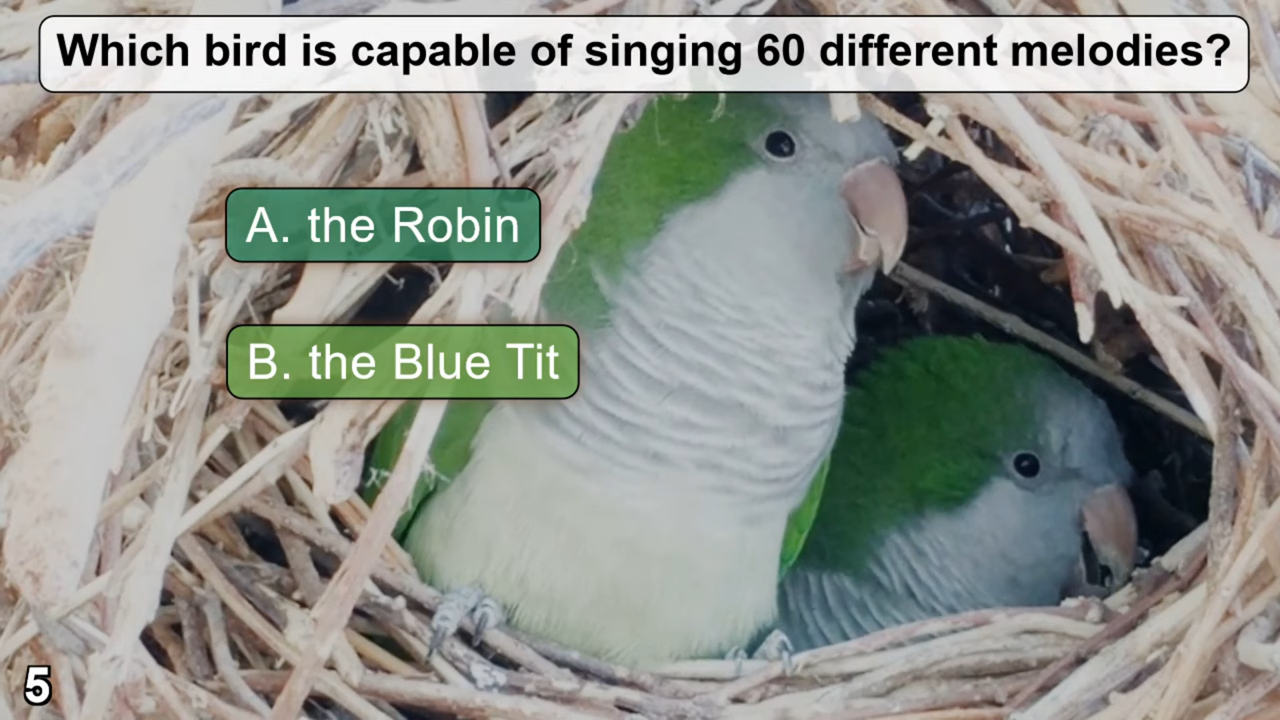 Which bird is capable of singing 60 different melodies?
A. the Robin
B. the Blue Tit
5